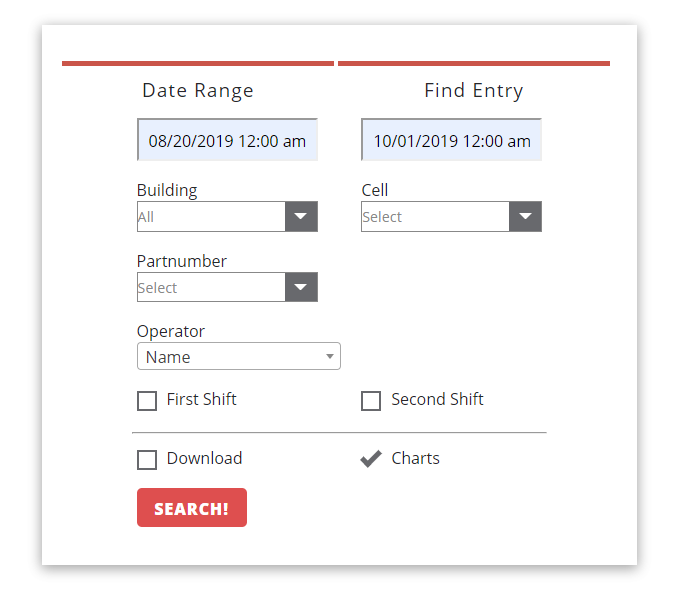 Date Range Find Entry
08/20/2019 12:00 am 10/01/2019 12:00 am
Building Cell
All Select
Partnumber
Select
Operator
Name
First Shift Second Shift
Download Charts
SEARCH!